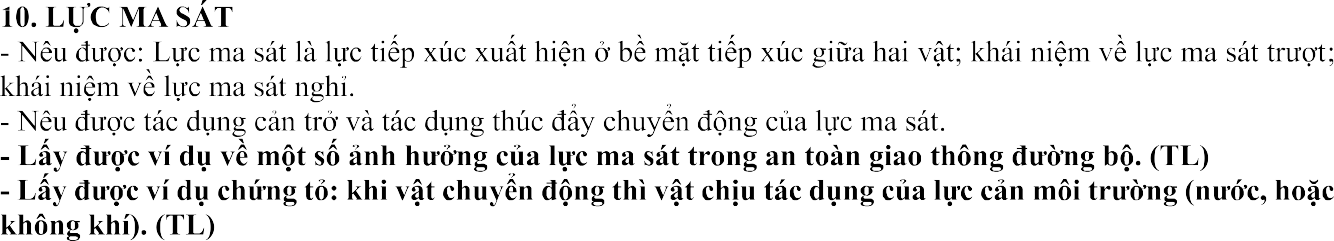 10. LỰC MA SÁT
- Nêu được: Lực ma sát là lực tiếp xúc xuất hiện ở bề mặt tiếp xúc giữa hai vật; khái niệm về lực ma sát trượt;
khái niệm về lực ma sát nghỉ.
- Nêu được tác dụng cản trở và tác dụng thúc đẩy chuyển động của lực ma sát.
- Lấy được ví dụ về một số ảnh hưởng của lực ma sát trong an toàn giao thông đường bộ. (TL)
- Lấy được ví dụ chứng tỏ: khi vật chuyển động thì vật chịu tác dụng của lực cản môi trường (nước, hoặc
không khí). (TL)